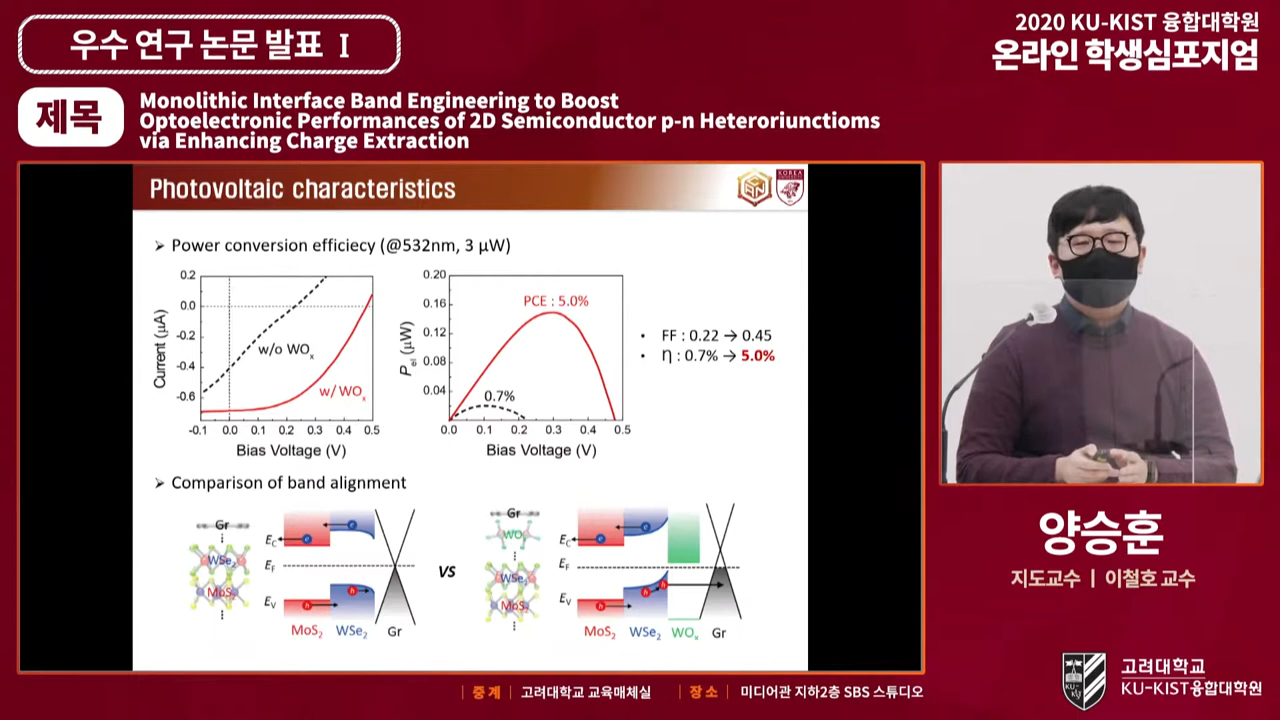 우수 연구 논문 발표 Ⅰ
2020 KU-KIST 융합대학원
온라인 학생심포지엄
제목
Monolithic Interface Band Engineering to Boost
Optoelectronic Performances of 2D Semiconductor p-n Heteroriunctioms
via Enhancing Charge Extraction
Photovoltaic characteristics
KOREA
➢ Power conversion efficiecy (@532nm, 3 μW)
0.2
0.0
-0.2
-0.4
-0.6
Current (μA)
w/o WOx
w/ WOx
-0.1 0.0 0.1 0.2 0.3 0.4 0.5
Bias Voltage (V)
0.20
0.16
0.12
0.08
0.04
Pel (μW)
PCE : 5.0%
0.7%
0.0 0.1 0.2 0.3 0.4 0.5
Bias Voltage (V)
• FF : 0.22 → 0.45
• η : 0.7% → 5.0%
➢ Comparison of band alignment
Gr
WSe2
MoS2
EC
EF
EV
e
e
h
h
MoS2 WSe2 Gr
VS
Gr
WO
WSe2
MoS2
EC
EF
EV
e
e
h
h
MoS2 WSe2 WOx Gr
양승훈
지도교수 | 이철호 교수
KU-KIST
고려대학교
KU-KIST융합대학원
| 중 계 | 고려대학교 교육매체실 | 장 소 | 미디어관 지하2층 SBS 스튜디오